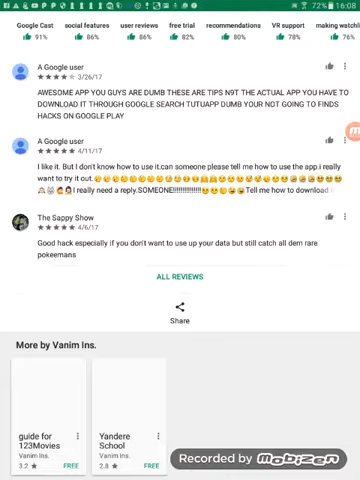 72% 16:08
Google Cast social features user reviews free trial recommendations VR support making watchli
91% 86% 86% 82% 80% 78% 76%
A Google user
3/26/17
AWESOME APP YOU GUYS ARE DUMB THESE ARE TIPS N9T THE ACTUAL APP YOU HAVE TO
DOWNLOAD IT THROUGH GOOGLE SEARCH TUTUAPP DUMB YOUR NOT GOING TO FINDS
HACKS ON GOOGLE PLAY
A Google user
4/11/17
I like it. But I don't know how to use it.can someone please tell me how to use the app.i really
want to try it out.
I really need a reply.SOMEONE!!!!!!!!!!!!!! Tell me how to download
The Sappy Show
4/6/17
Good hack especially if you don't want to use up your data but still catch all dem rare
pokeemans
ALL REVIEWS
Share
More by Vanim Ins.
guide for
123Movies
Vanim Ins.
3.2 ★ FREE
Yandere
School
Vanim Ins.
2.8 ★ FREE
Recorded by Mobizen